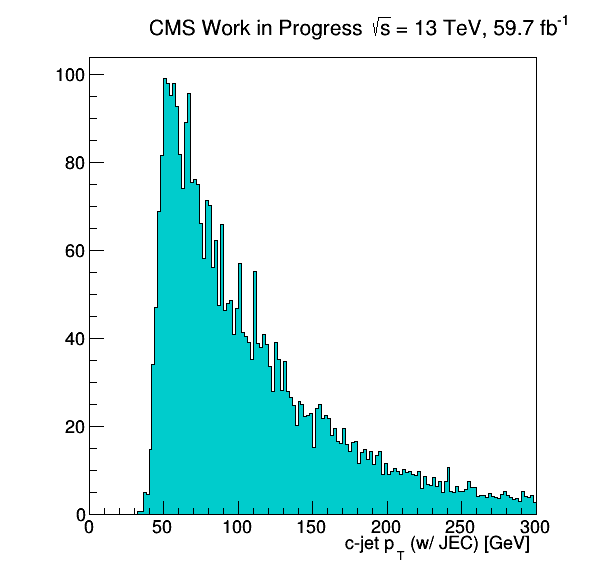 CMS Work in Progress √s = 13 TeV, 59.7 fb⁻¹
100
80
60
40
20
0
0 50 100 150 200 250 300
c-jet p_T (w/ JEC) [GeV]